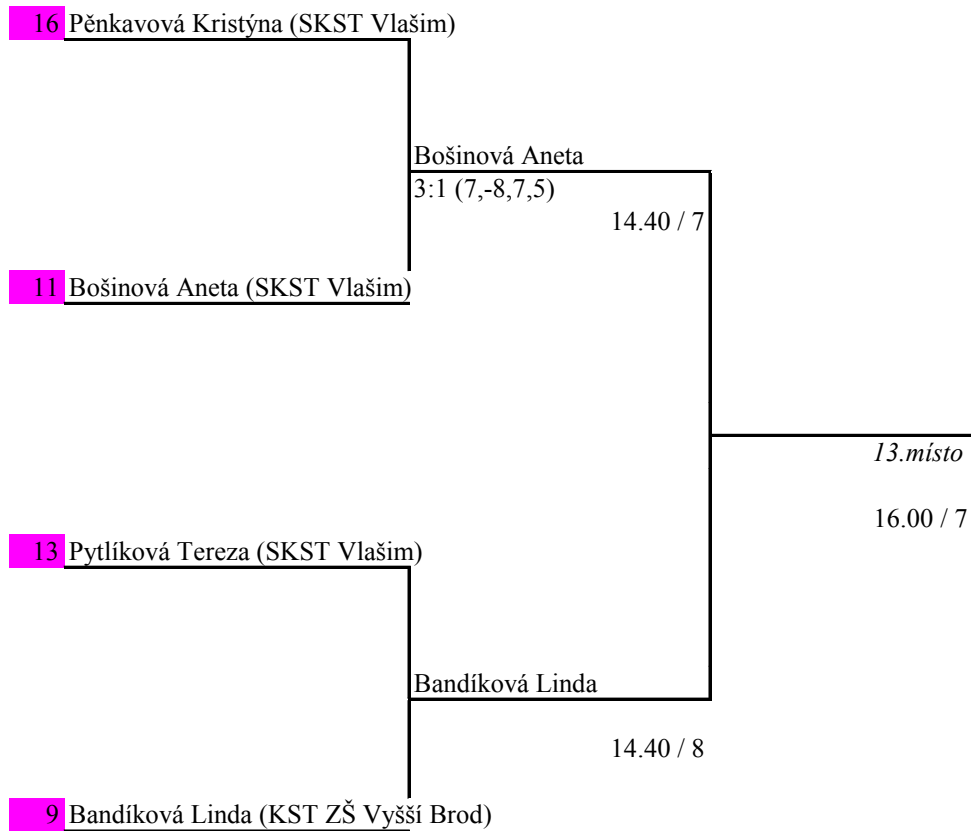 16 Pěnkavová Kristýna (SKST Vlašim)
Bošinová Aneta
3:1 (7,-8,7,5)
14.40 / 7
11 Bošinová Aneta (SKST Vlašim)
13.místo
16.00 / 7
13 Pytlíková Tereza (SKST Vlašim)
Bandíková Linda
14.40 / 8
9 Bandíková Linda (KST ZŠ Vyšší Brod)